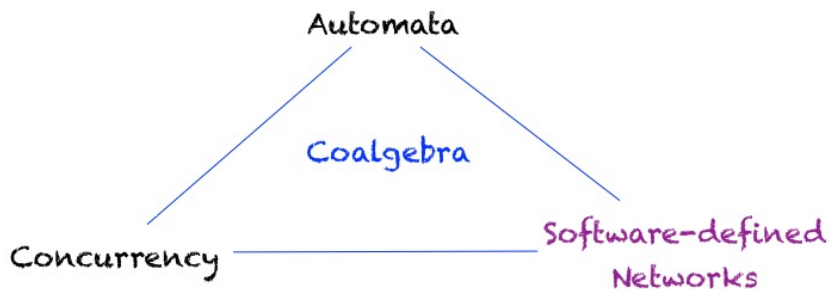 Automata
Coalgebra
Concurrency
Software-defined
Networks